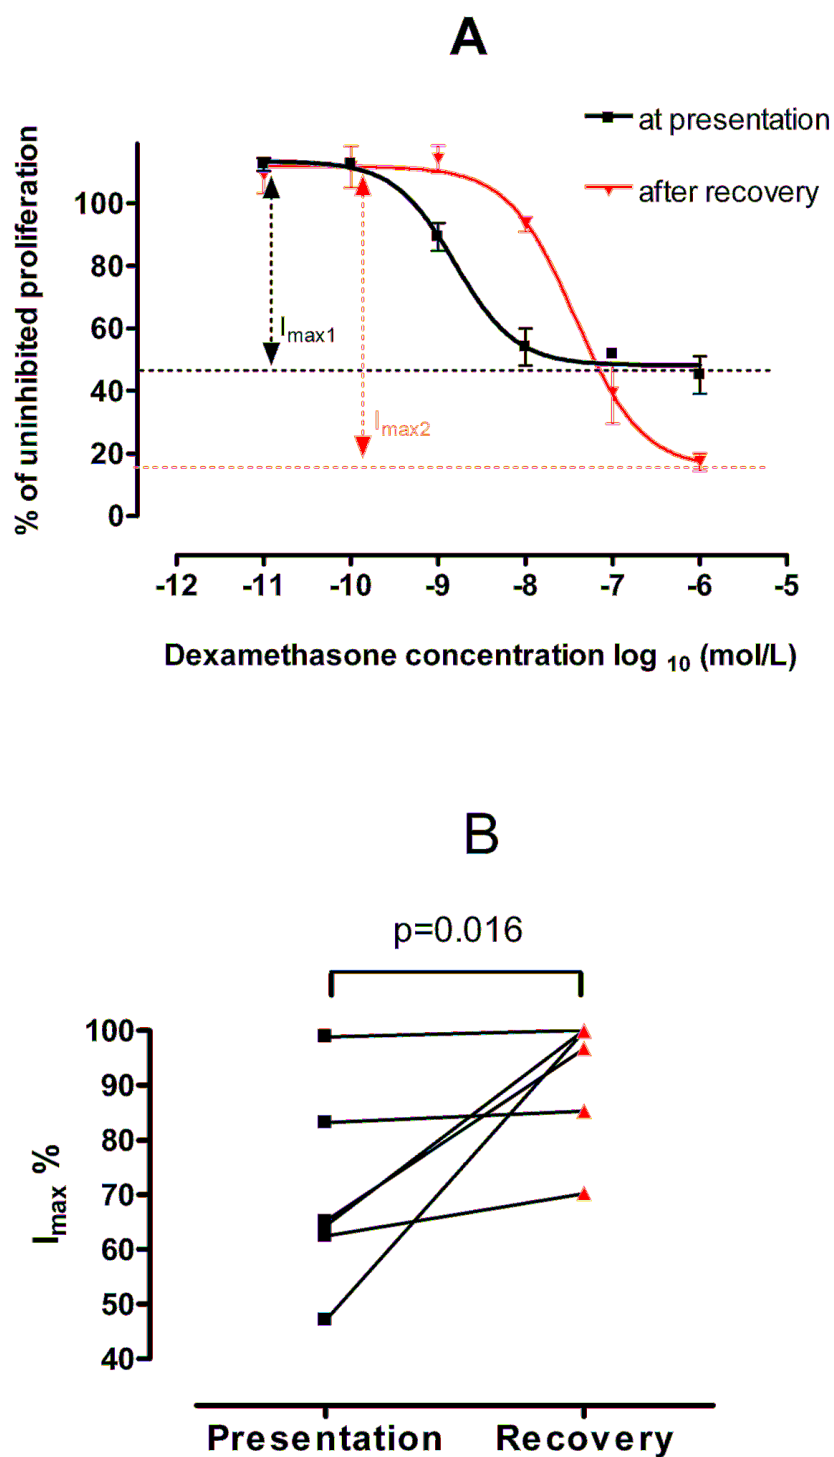 A
at presentation
after recovery
% of uninhibited proliferation
100
80
60
40
20
0
Imax1
Imax2
-12 -11 -10 -9 -8 -7 -6 -5
Dexamethasone concentration log 10 (mol/L)
B
p=0.016
Imax %
100
90
80
70
60
50
40
Presentation Recovery